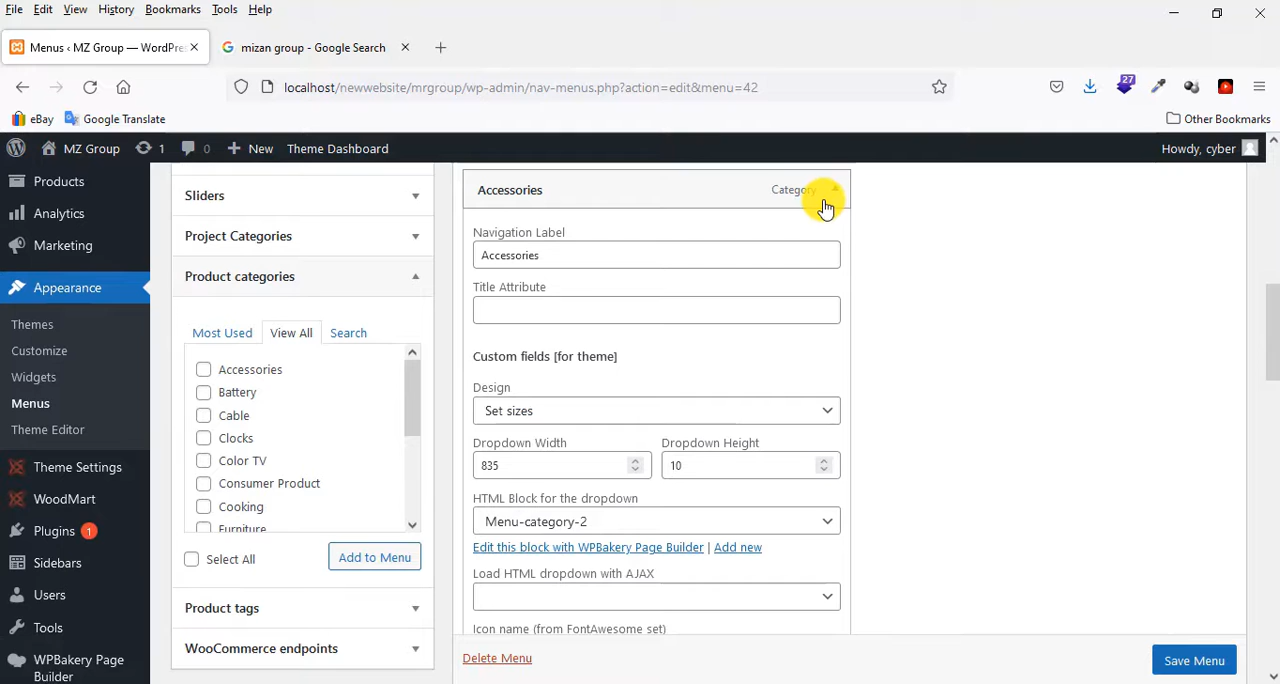 File Edit View History Bookmarks Tools Help
Menus ‹ MZ Group — WordPre
mizan group - Google Search
localhost/newwebsite/mrgroup/wp-admin/nav-menus.php?action=edit&menu=42
27
eBay Google Translate Other Bookmarks
MZ Group 1 0 New Theme Dashboard Howdy, cyber
Products
Analytics
Marketing
Appearance
Themes
Customize
Widgets
Menus
Theme Editor
Theme Settings
WoodMart
Plugins 1
Sidebars
Users
Tools
WPBakery Page
Builder
Sliders
Project Categories
Product categories
Most Used View All Search
Accessories
Battery
Cable
Clocks
Color TV
Consumer Product
Cooking
Furniture
Select All Add to Menu
Product tags
WooCommerce endpoints
Accessories Category
Navigation Label
Accessories
Title Attribute
Custom fields [for theme]
Design
Set sizes
Dropdown Width Dropdown Height
835 10
HTML Block for the dropdown
Menu-category-2
Edit this block with WPBakery Page Builder | Add new
Load HTML dropdown with AJAX
Icon name (from FontAwesome set)
Delete Menu Save Menu